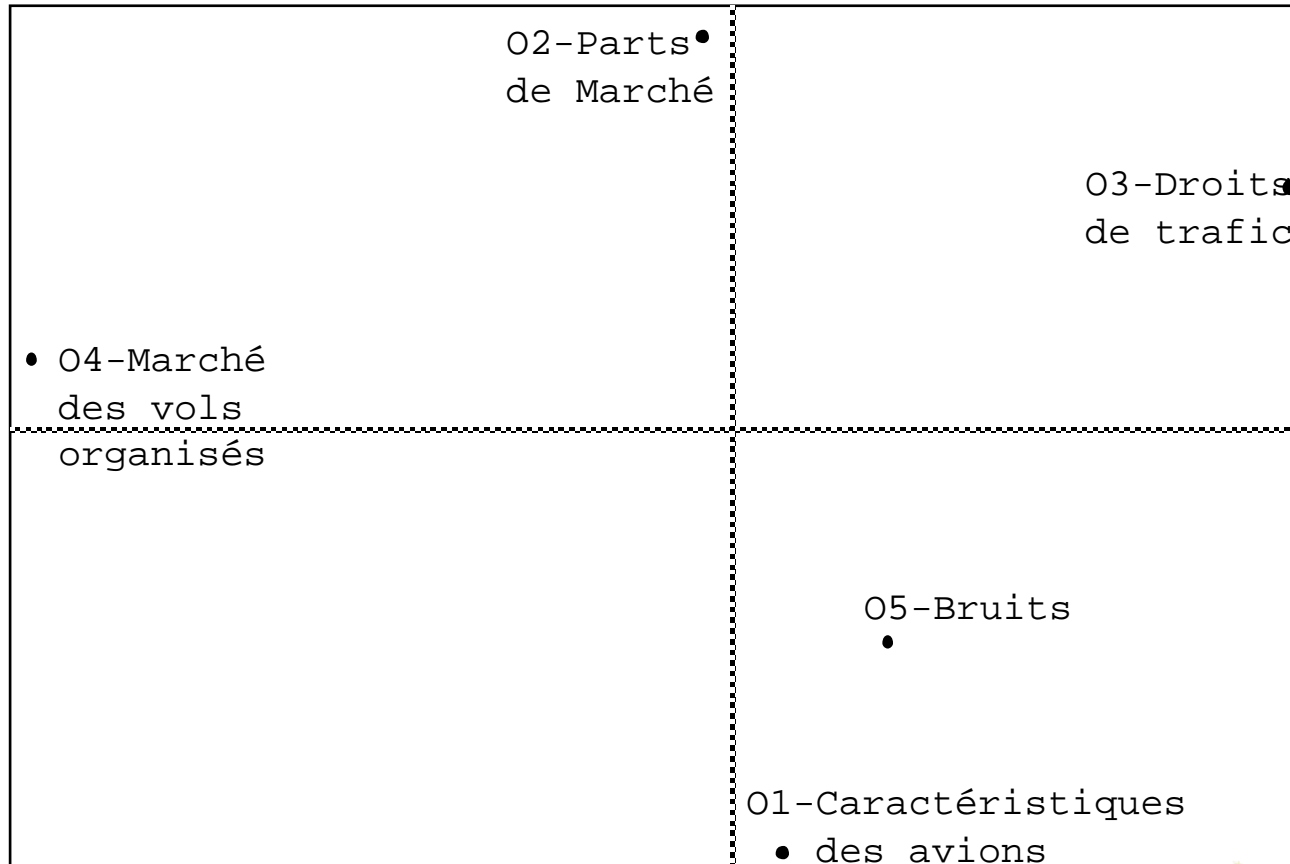 O2-Parts
de Marché
O3-Droits
de trafic
O4-Marché
des vols
organisés
O5-Bruits
O1-Caractéristiques
des avions